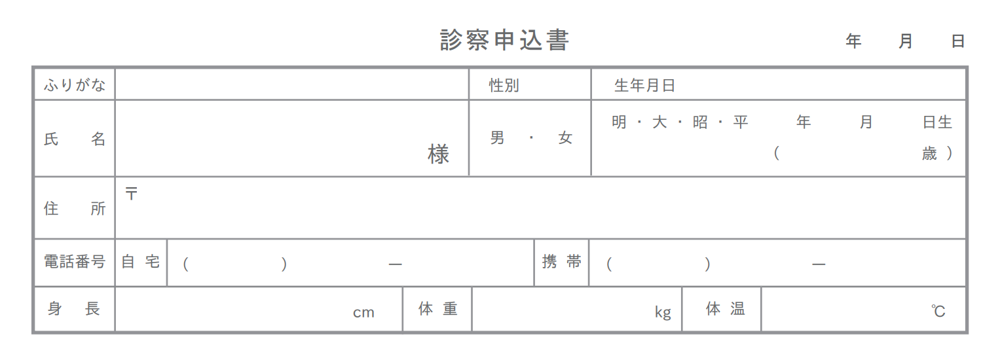 診察申込書 年 月 日
ふりがな 性別 生年月日
氏 名 様 男 ・ 女 明 ・ 大 ・ 昭 ・ 平 年 月 日生
( 歳 )
住 所 〒
電話番号 自 宅 ( ) ー 携 帯 ( ) ー
身 長 cm 体 重 kg 体 温 ℃